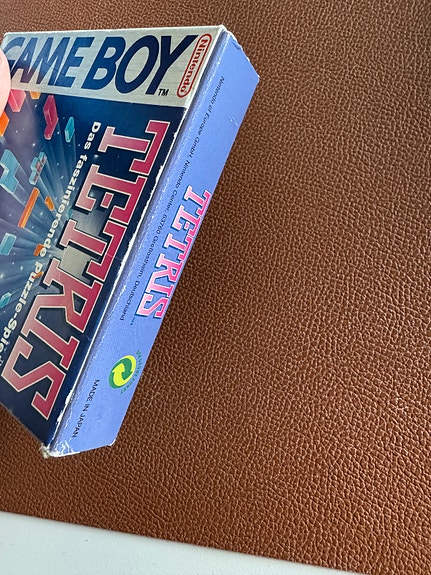 GAME BOY
TM
Nintendo
TETRIS
Das faszinierende Puzzle-Spiel
Nintendo of Europe GmbH, Nintendo Center, 63760 Großostheim, Deutschland
TETRIS
MADE IN JAPAN